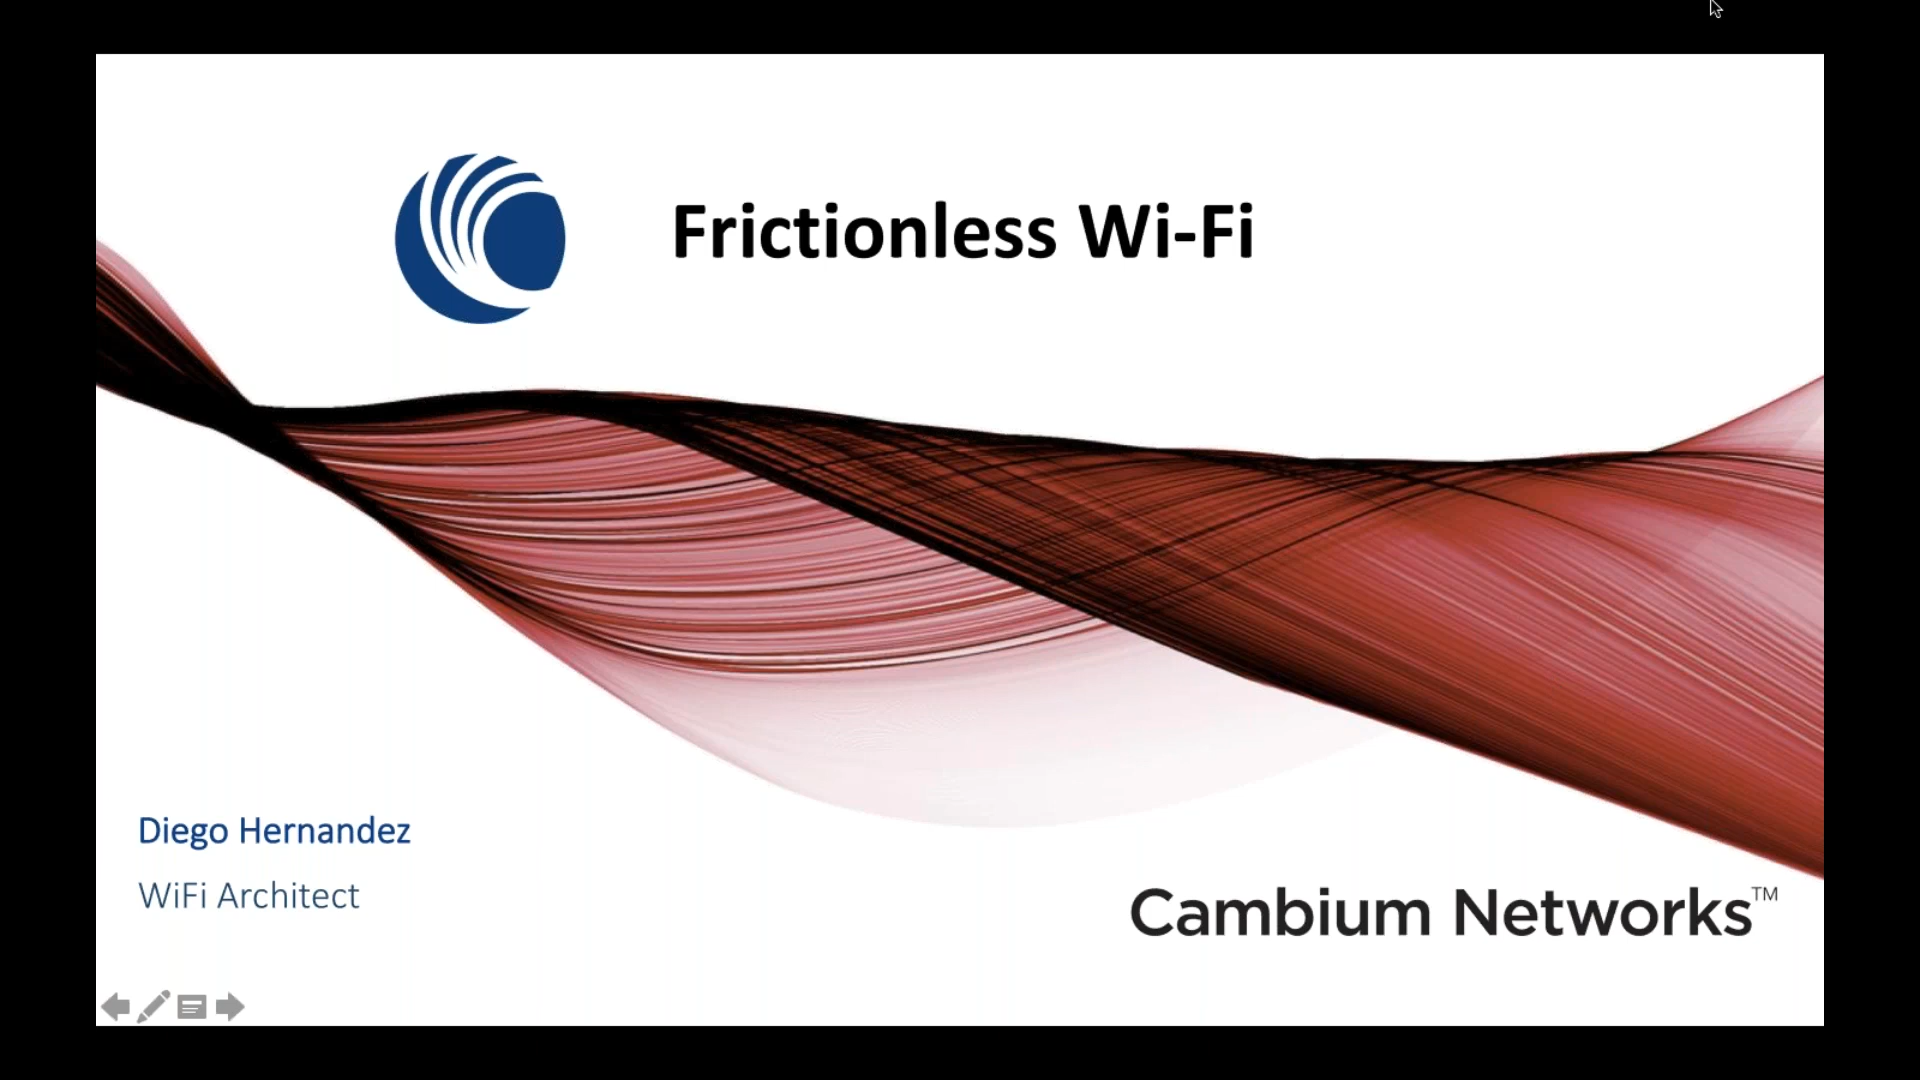 Frictionless Wi-Fi
Diego Hernandez
WiFi Architect
Cambium Networks™